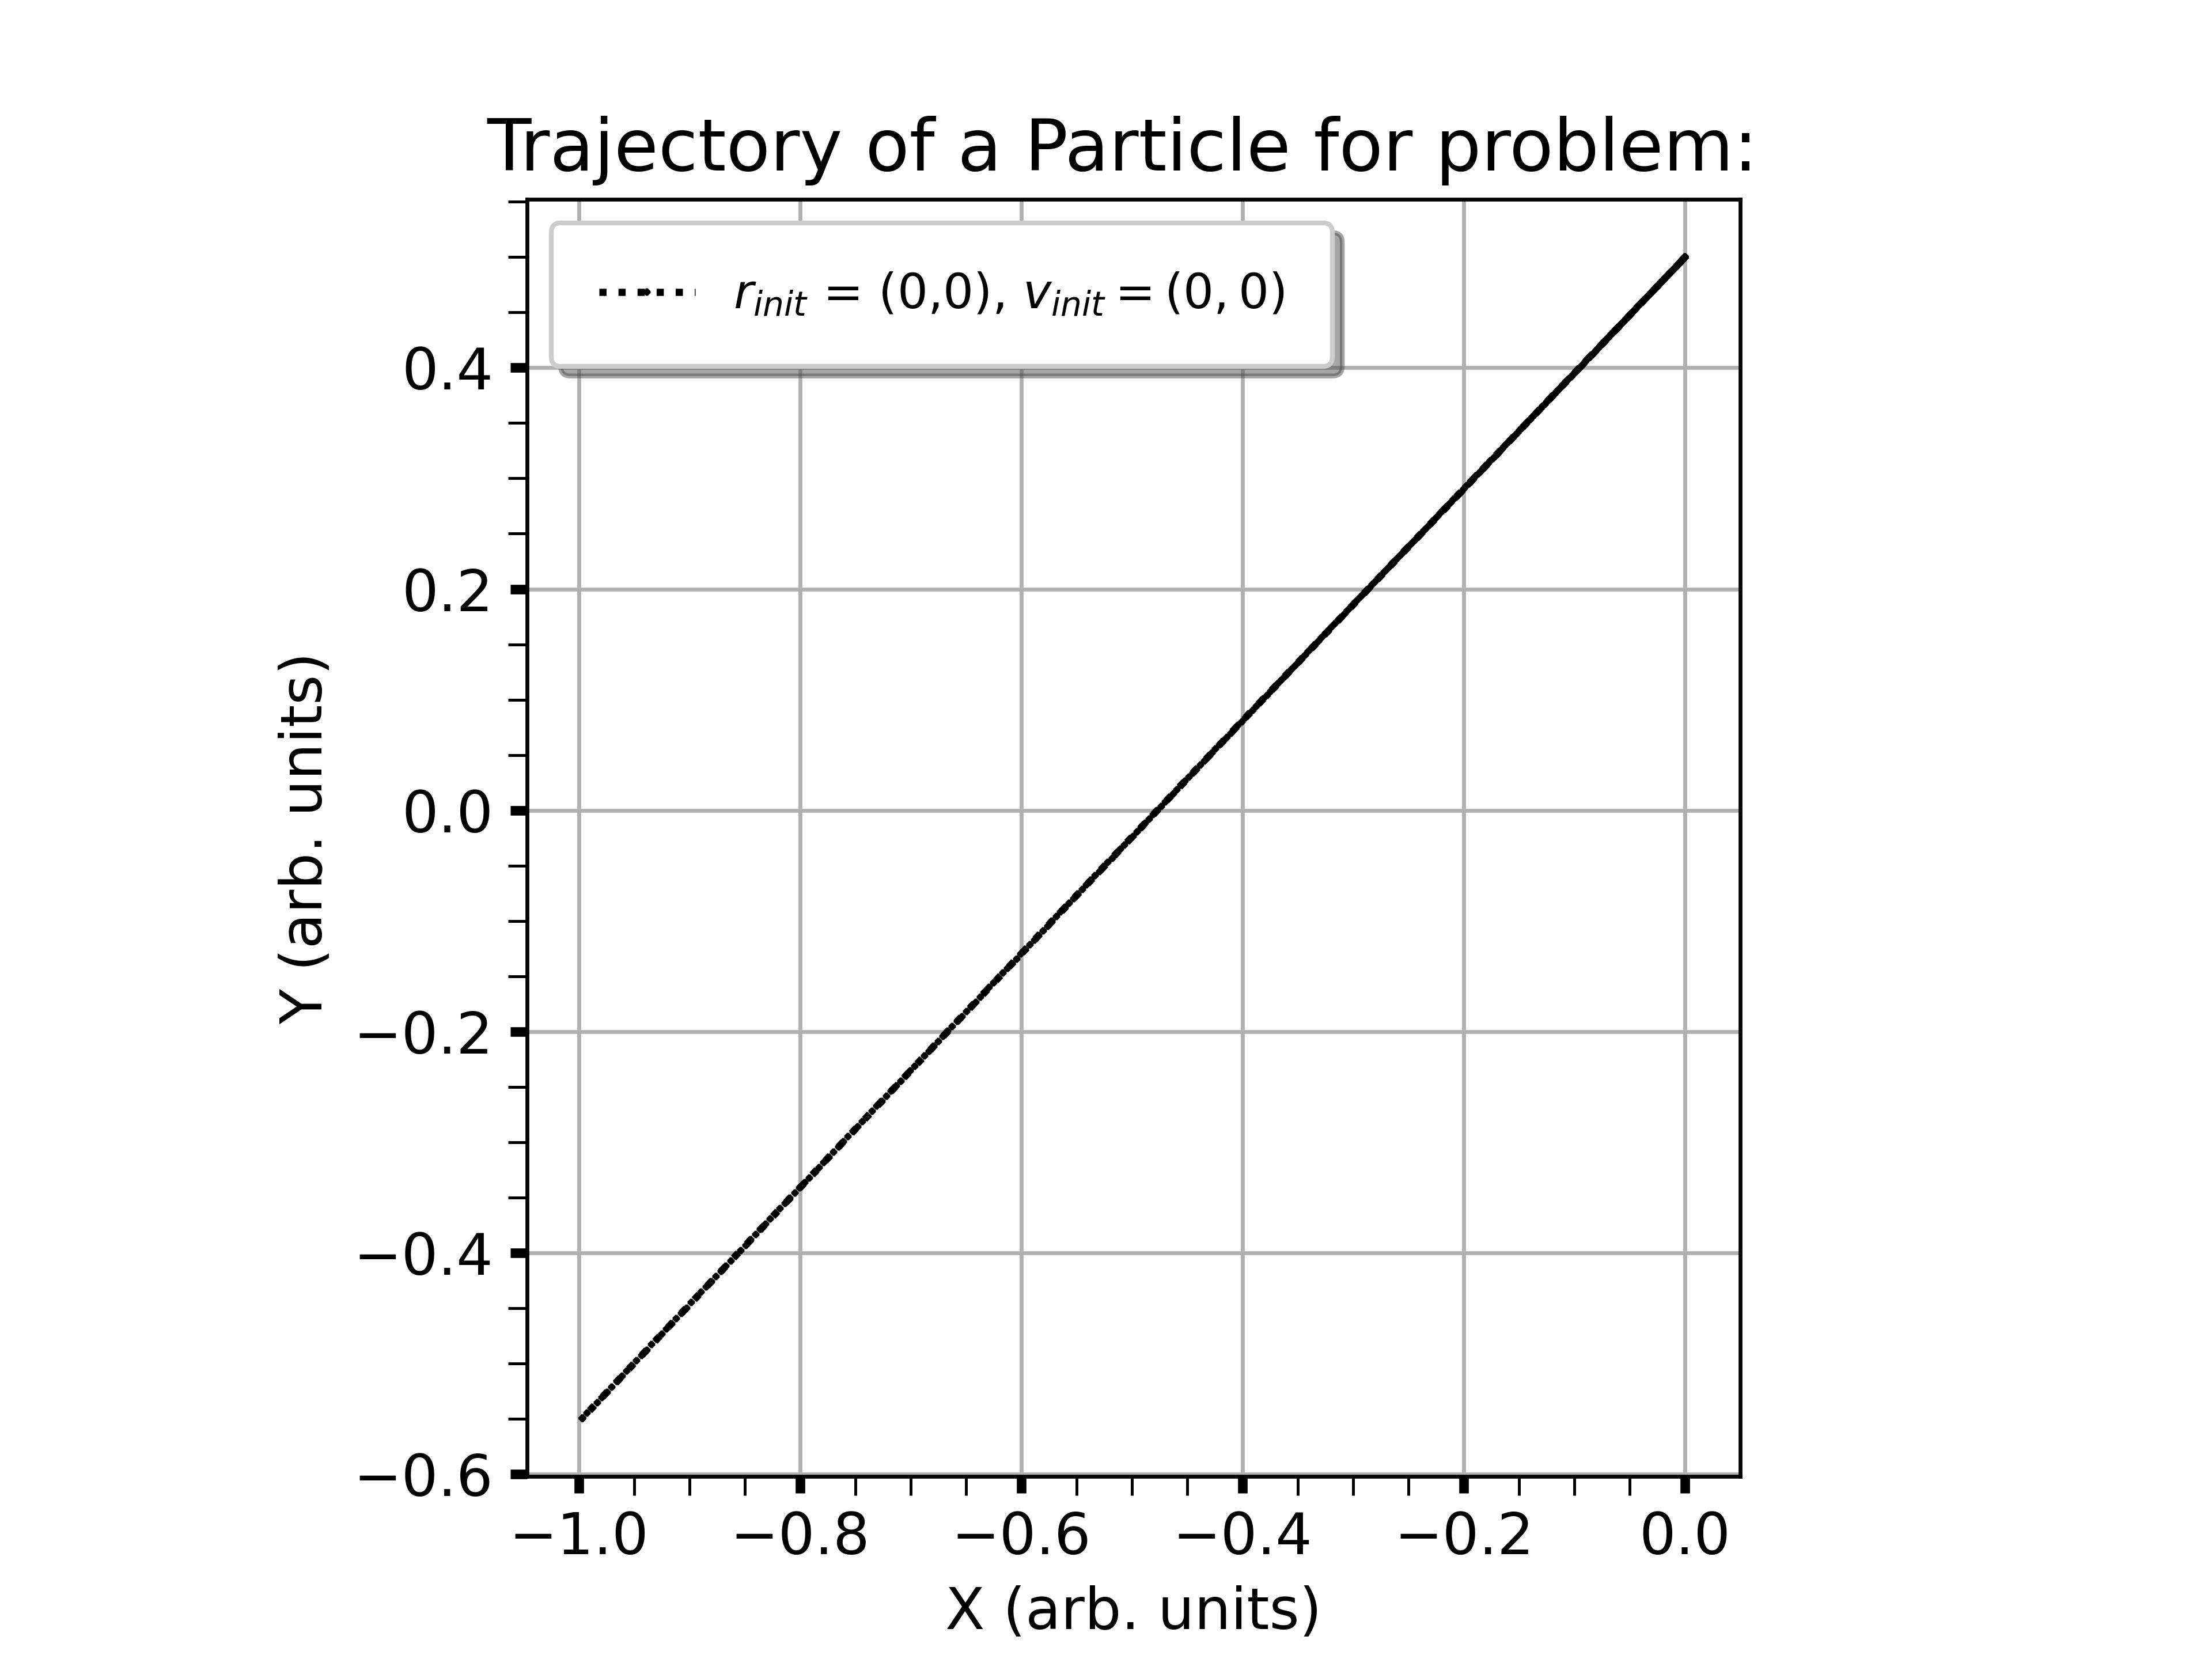 Trajectory of a Particle for problem:
r_init = (0,0), v_init = (0, 0)
0.4
0.2
0.0
−0.2
−0.4
−0.6
Y (arb. units)
−1.0 −0.8 −0.6 −0.4 −0.2 0.0
X (arb. units)